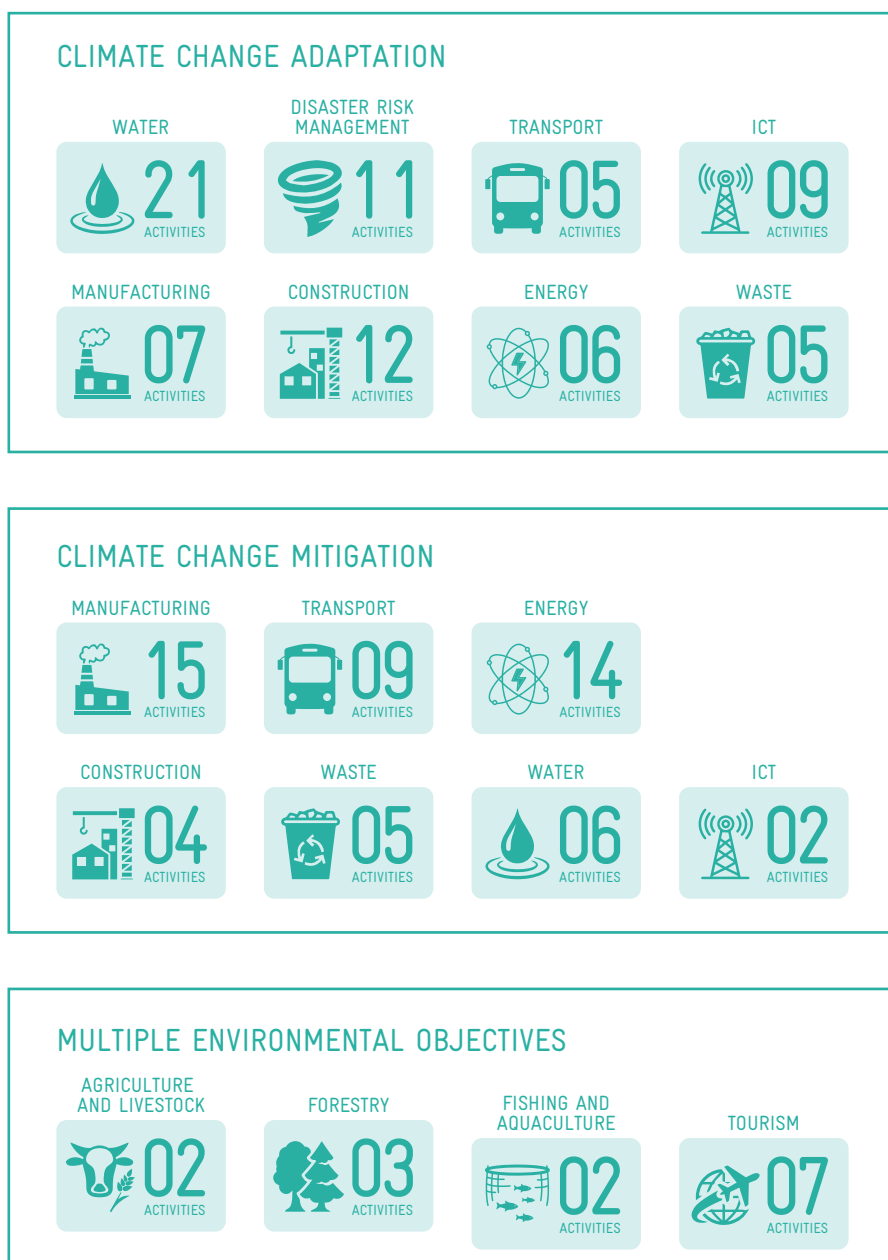 CLIMATE CHANGE ADAPTATION
WATER
21
ACTIVITIES
DISASTER RISK
MANAGEMENT
11
ACTIVITIES
TRANSPORT
05
ACTIVITIES
ICT
09
ACTIVITIES
MANUFACTURING
07
ACTIVITIES
CONSTRUCTION
12
ACTIVITIES
ENERGY
06
ACTIVITIES
WASTE
05
ACTIVITIES
CLIMATE CHANGE MITIGATION
MANUFACTURING
15
ACTIVITIES
TRANSPORT
09
ACTIVITIES
ENERGY
14
ACTIVITIES
CONSTRUCTION
04
ACTIVITIES
WASTE
05
ACTIVITIES
WATER
06
ACTIVITIES
ICT
02
ACTIVITIES
MULTIPLE ENVIRONMENTAL OBJECTIVES
AGRICULTURE
AND LIVESTOCK
02
ACTIVITIES
FORESTRY
03
ACTIVITIES
FISHING AND
AQUACULTURE
02
ACTIVITIES
TOURISM
07
ACTIVITIES